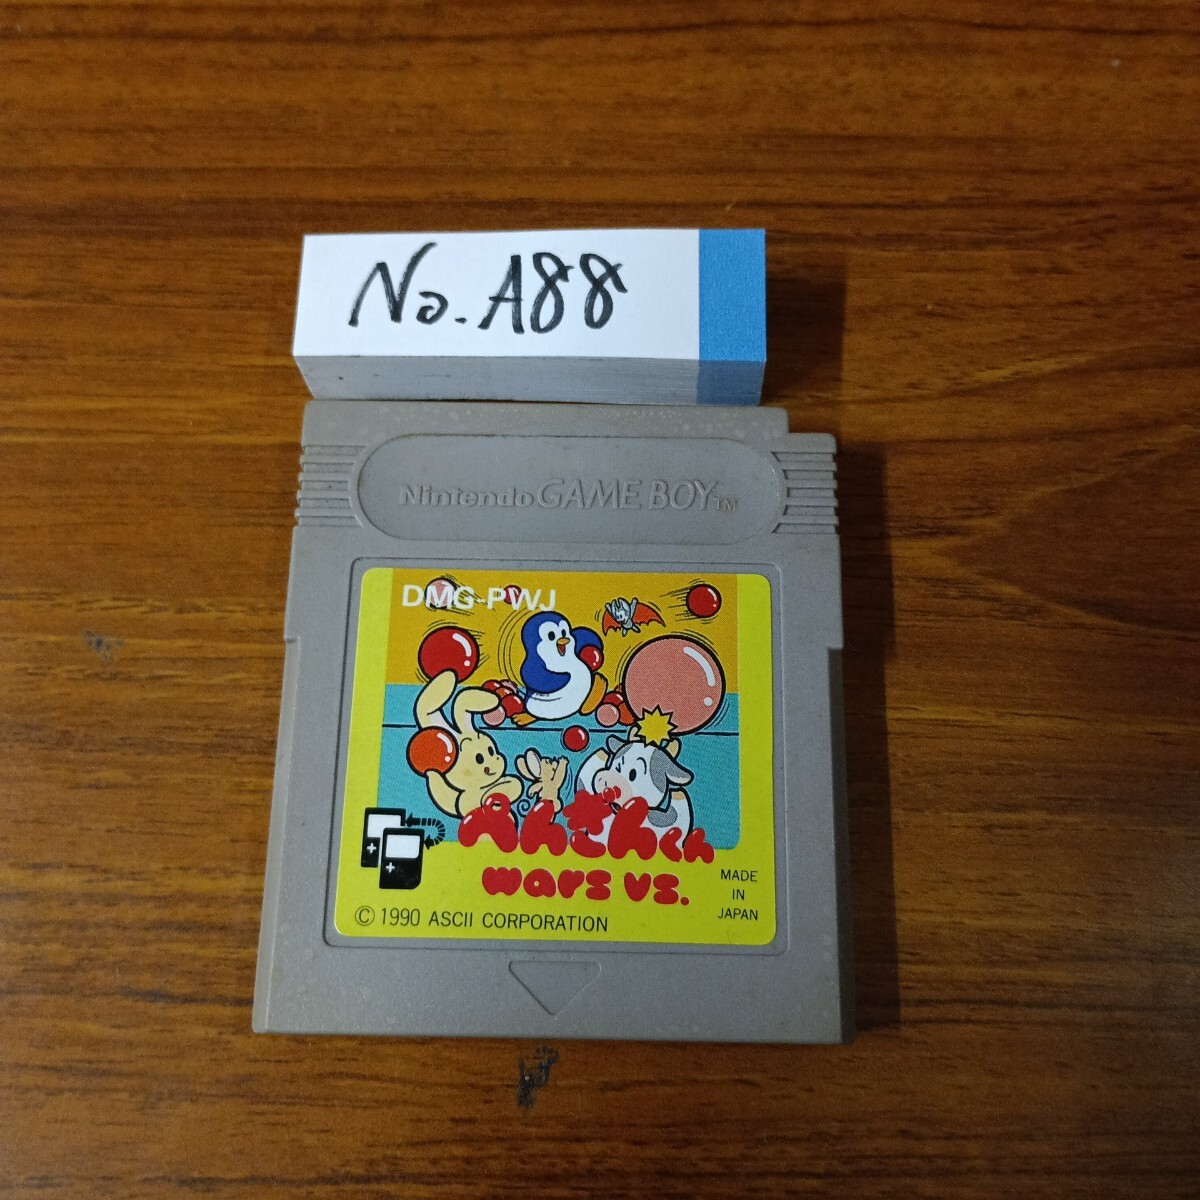 No. A88
Nintendo GAME BOY TM
DMG-PWJ
ぺんぎんくん
wars vs.
MADE
IN
JAPAN
© 1990 ASCII CORPORATION